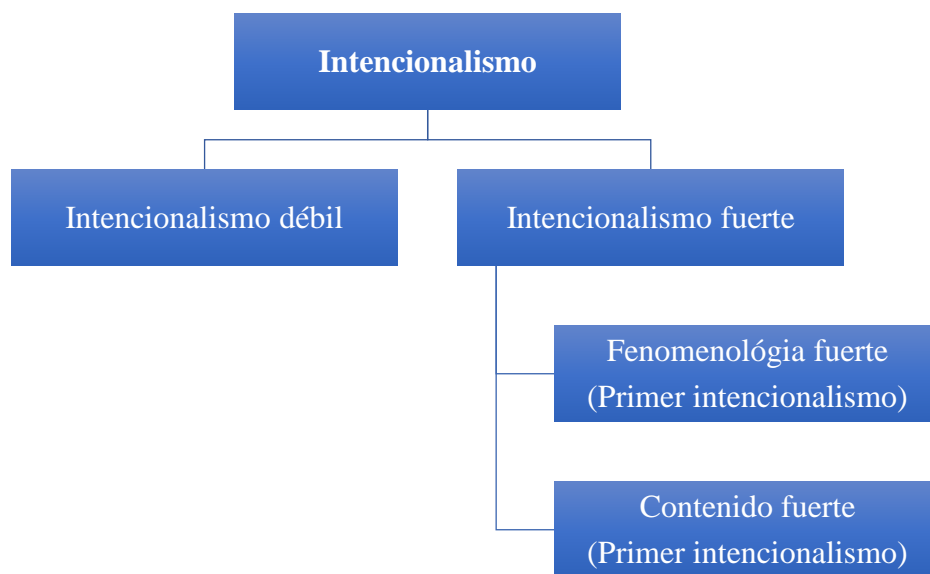 Intencionalismo
Intencionalismo débil
Intencionalismo fuerte
Fenomenológia fuerte
(Primer intencionalismo)
Contenido fuerte
(Primer intencionalismo)